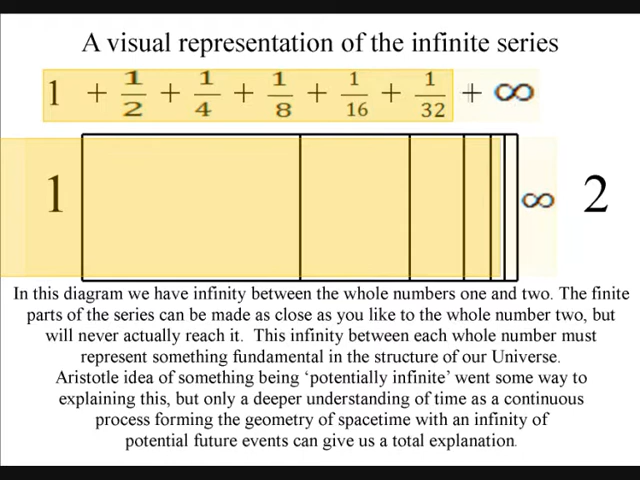 A visual representation of the infinite series
1 + 1/2 + 1/4 + 1/8 + 1/16 + 1/32 + ∞
1 ∞ 2
In this diagram we have infinity between the whole numbers one and two. The finite
parts of the series can be made as close as you like to the whole number two, but
will never actually reach it. This infinity between each whole number must
represent something fundamental in the structure of our Universe.
Aristotle idea of something being ‘potentially infinite’ went some way to
explaining this, but only a deeper understanding of time as a continuous
process forming the geometry of spacetime with an infinity of
potential future events can give us a total explanation.